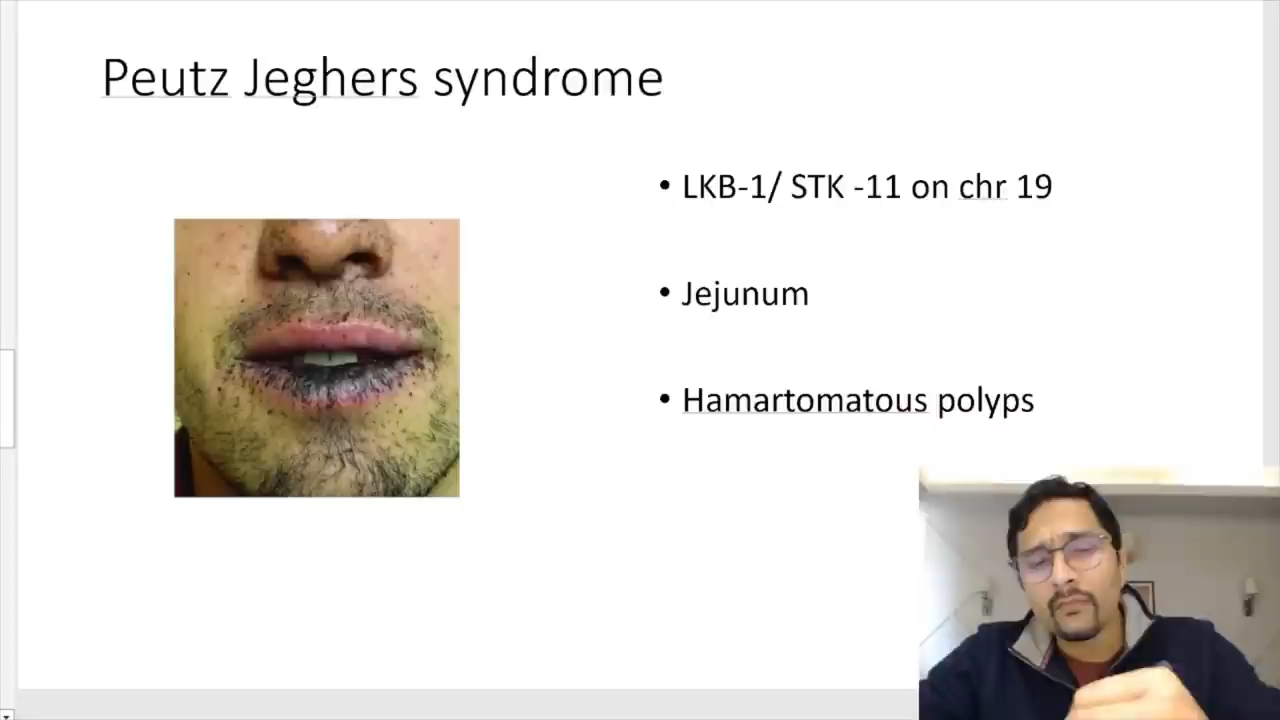 Peutz Jeghers syndrome
• LKB-1/ STK -11 on chr 19
• Jejunum
• Hamartomatous polyps